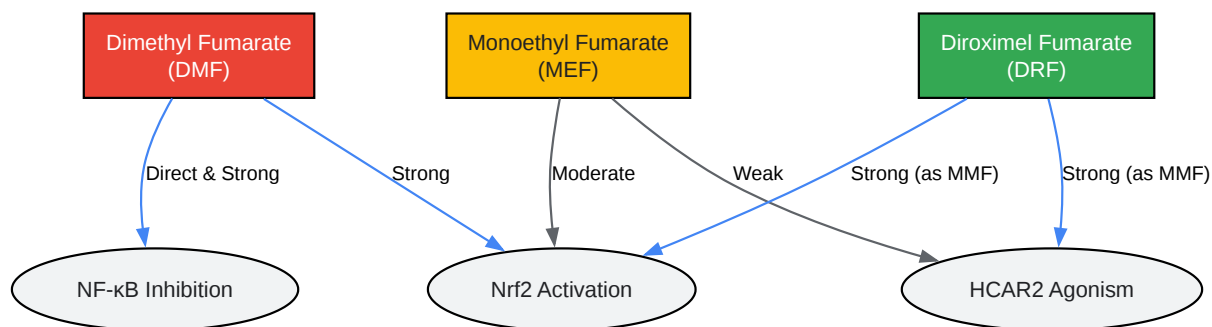 Dimethyl Fumarate
(DMF)
Monoethyl Fumarate
(MEF)
Diroximel Fumarate
(DRF)
Direct & Strong
Strong
Moderate
Weak
Strong (as MMF)
Strong (as MMF)
NF-κB Inhibition
Nrf2 Activation
HCAR2 Agonism